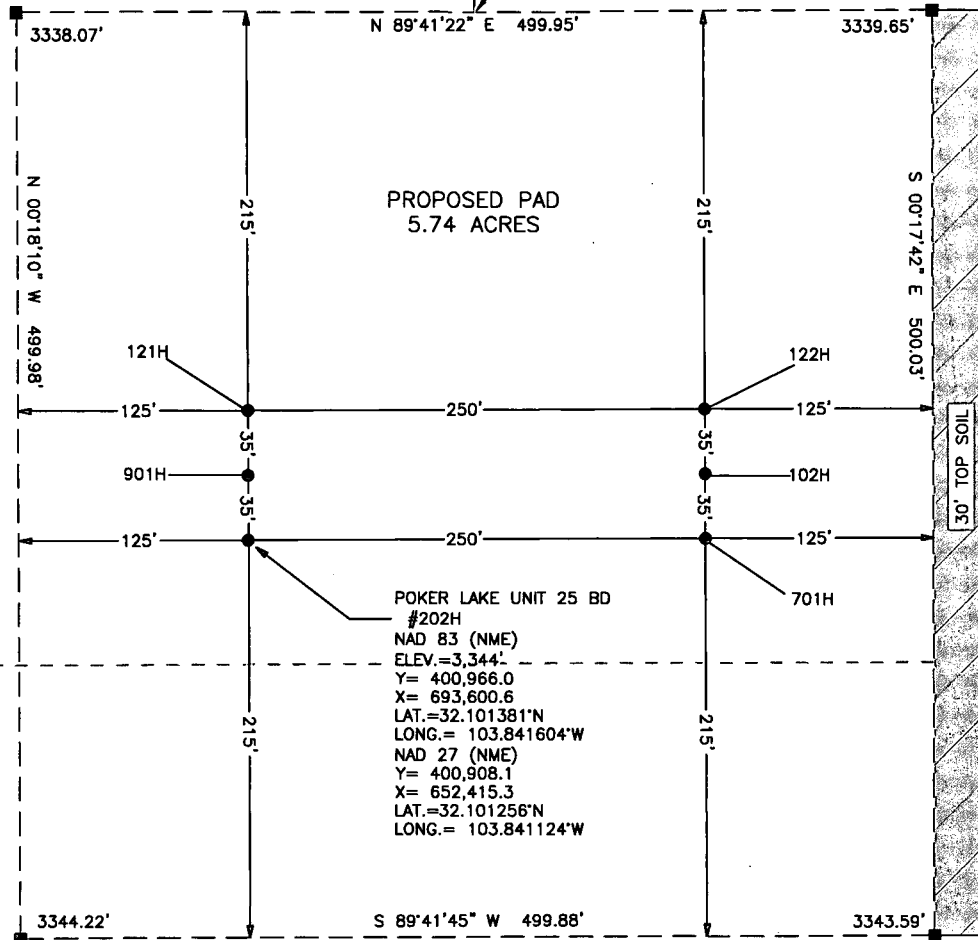 N 89°41'22" E 499.95'
3338.07'
3339.65'
N 00°18'10" W 499.98'
215'
PROPOSED PAD
5.74 ACRES
215'
S 00°17'42" E 500.03'
121H
122H
125'
250'
125'
30' TOP SOIL
35'
35'
901H
102H
35'
35'
125'
250'
125'
701H
POKER LAKE UNIT 25 BD
#202H
NAD 83 (NME)
ELEV.=3,344'
Y= 400,966.0
X= 693,600.6
LAT.=32.101381°N
LONG.= 103.841604°W
NAD 27 (NME)
Y= 400,908.1
X= 652,415.3
LAT.=32.101256°N
LONG.= 103.841124°W
215'
215'
3344.22'
S 89°41'45" W 499.88'
3343.59'